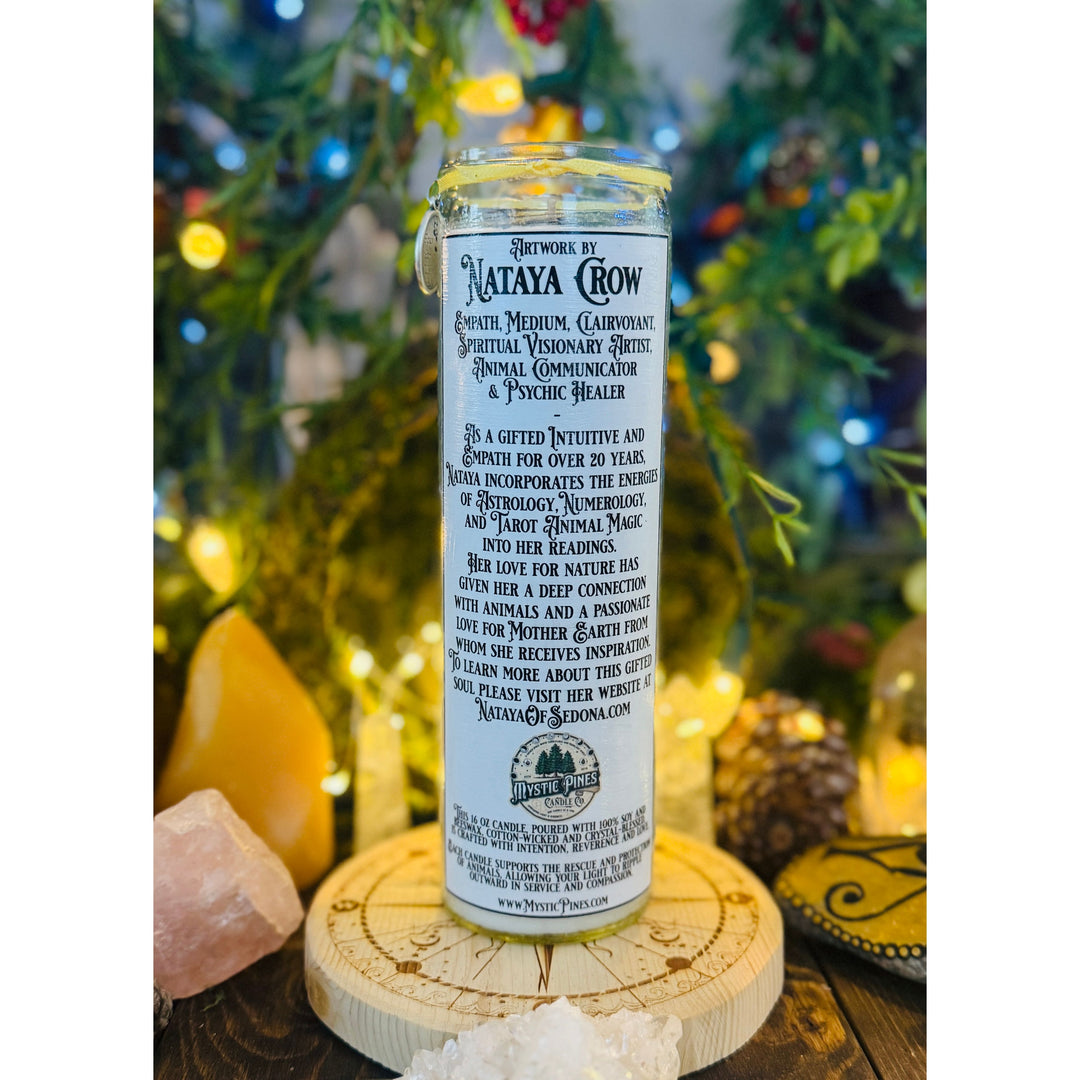 Artwork by
Nataya Crow
Empath, Medium, Clairvoyant,
Spiritual Visionary Artist,
Animal Communicator
& Psychic Healer
-
As a gifted Intuitive and
Empath for over 20 years,
Nataya incorporates the energies
of Astrology, Numerology,
and Tarot Animal Magic
into her readings.
Her love for nature has
given her a deep connection
with animals and a passionate
love for Mother Earth from
whom she receives inspiration.
To learn more about this gifted
soul please visit her website at
NatayaOfSedona.com
Mystic Pines
Candle Co.
This 16 oz candle, poured with 100% soy and
beeswax, cotton-wicked and crystal-blessed,
is crafted with intention, reverence and love.
Each candle supports the rescue and protection
of animals, allowing your light to ripple
outward in service and compassion.
www.MysticPines.com